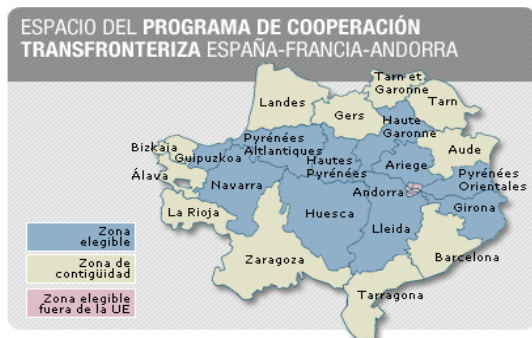 ESPACIO DEL PROGRAMA DE COOPERACIÓN
TRANSFRONTERIZA ESPAÑA-FRANCIA-ANDORRA
Tarn et
Garonne
Tarn
Landes
Gers
Haute
Garonne
Aude
Bizkaia
Guipuzkoa
Pyrénées
Altlantiques
Hautes
Pyrénées
Ariege
Pyrénées
Orientales
Álava
Navarra
Andorra
Girona
La Rioja
Huesca
Lleida
Zaragoza
Barcelona
Tarragona
Zona
elegible
Zona de
contigüidad
Zona elegible
fuera de la UE